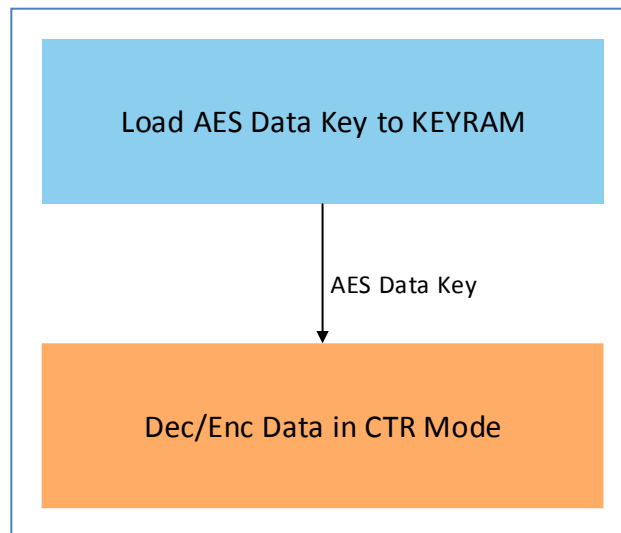 Load AES Data Key to KEYRAM
AES Data Key
Dec/Enc Data in CTR Mode